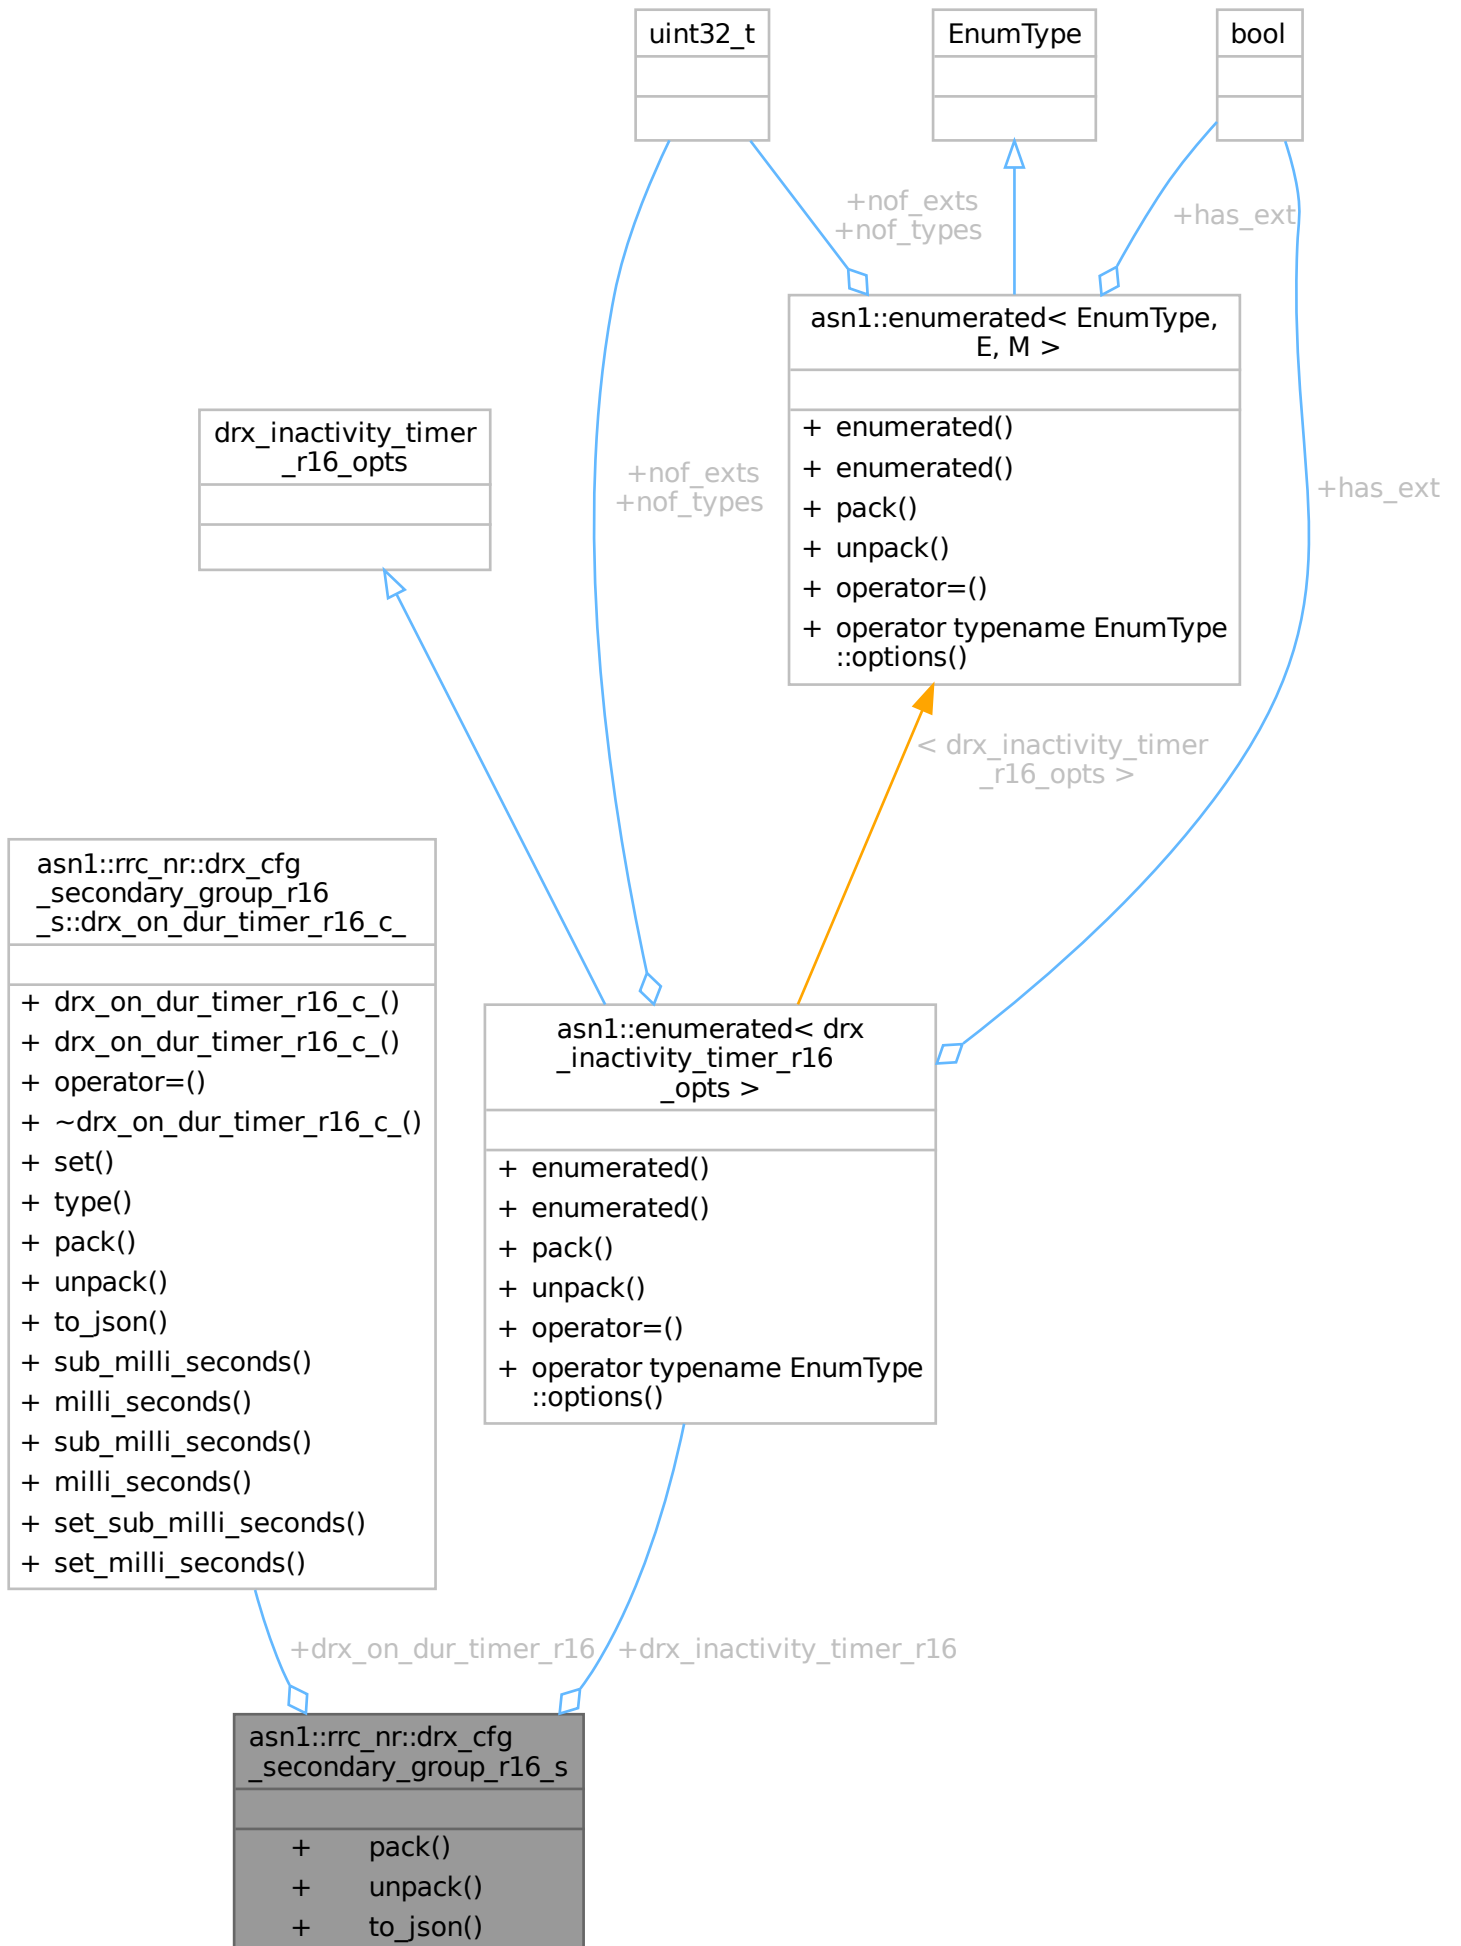 uint32_t
EnumType
bool
+nof_exts
+nof_types
+has_ext
asn1::enumerated< EnumType,
E, M >
+ enumerated()
+ enumerated()
+ pack()
+ unpack()
+ operator=()
+ operator typename EnumType
::options()
drx_inactivity_timer
_r16_opts
+nof_exts
+nof_types
+has_ext
< drx_inactivity_timer
_r16_opts >
asn1::rrc_nr::drx_cfg
_secondary_group_r16
_s::drx_on_dur_timer_r16_c_
+ drx_on_dur_timer_r16_c_()
+ drx_on_dur_timer_r16_c_()
+ operator=()
+ ~drx_on_dur_timer_r16_c_()
+ set()
+ type()
+ pack()
+ unpack()
+ to_json()
+ sub_milli_seconds()
+ milli_seconds()
+ sub_milli_seconds()
+ milli_seconds()
+ set_sub_milli_seconds()
+ set_milli_seconds()
asn1::enumerated< drx
_inactivity_timer_r16
_opts >
+ enumerated()
+ enumerated()
+ pack()
+ unpack()
+ operator=()
+ operator typename EnumType
::options()
+drx_on_dur_timer_r16
+drx_inactivity_timer_r16
asn1::rrc_nr::drx_cfg
_secondary_group_r16_s
+ pack()
+ unpack()
+ to_json()